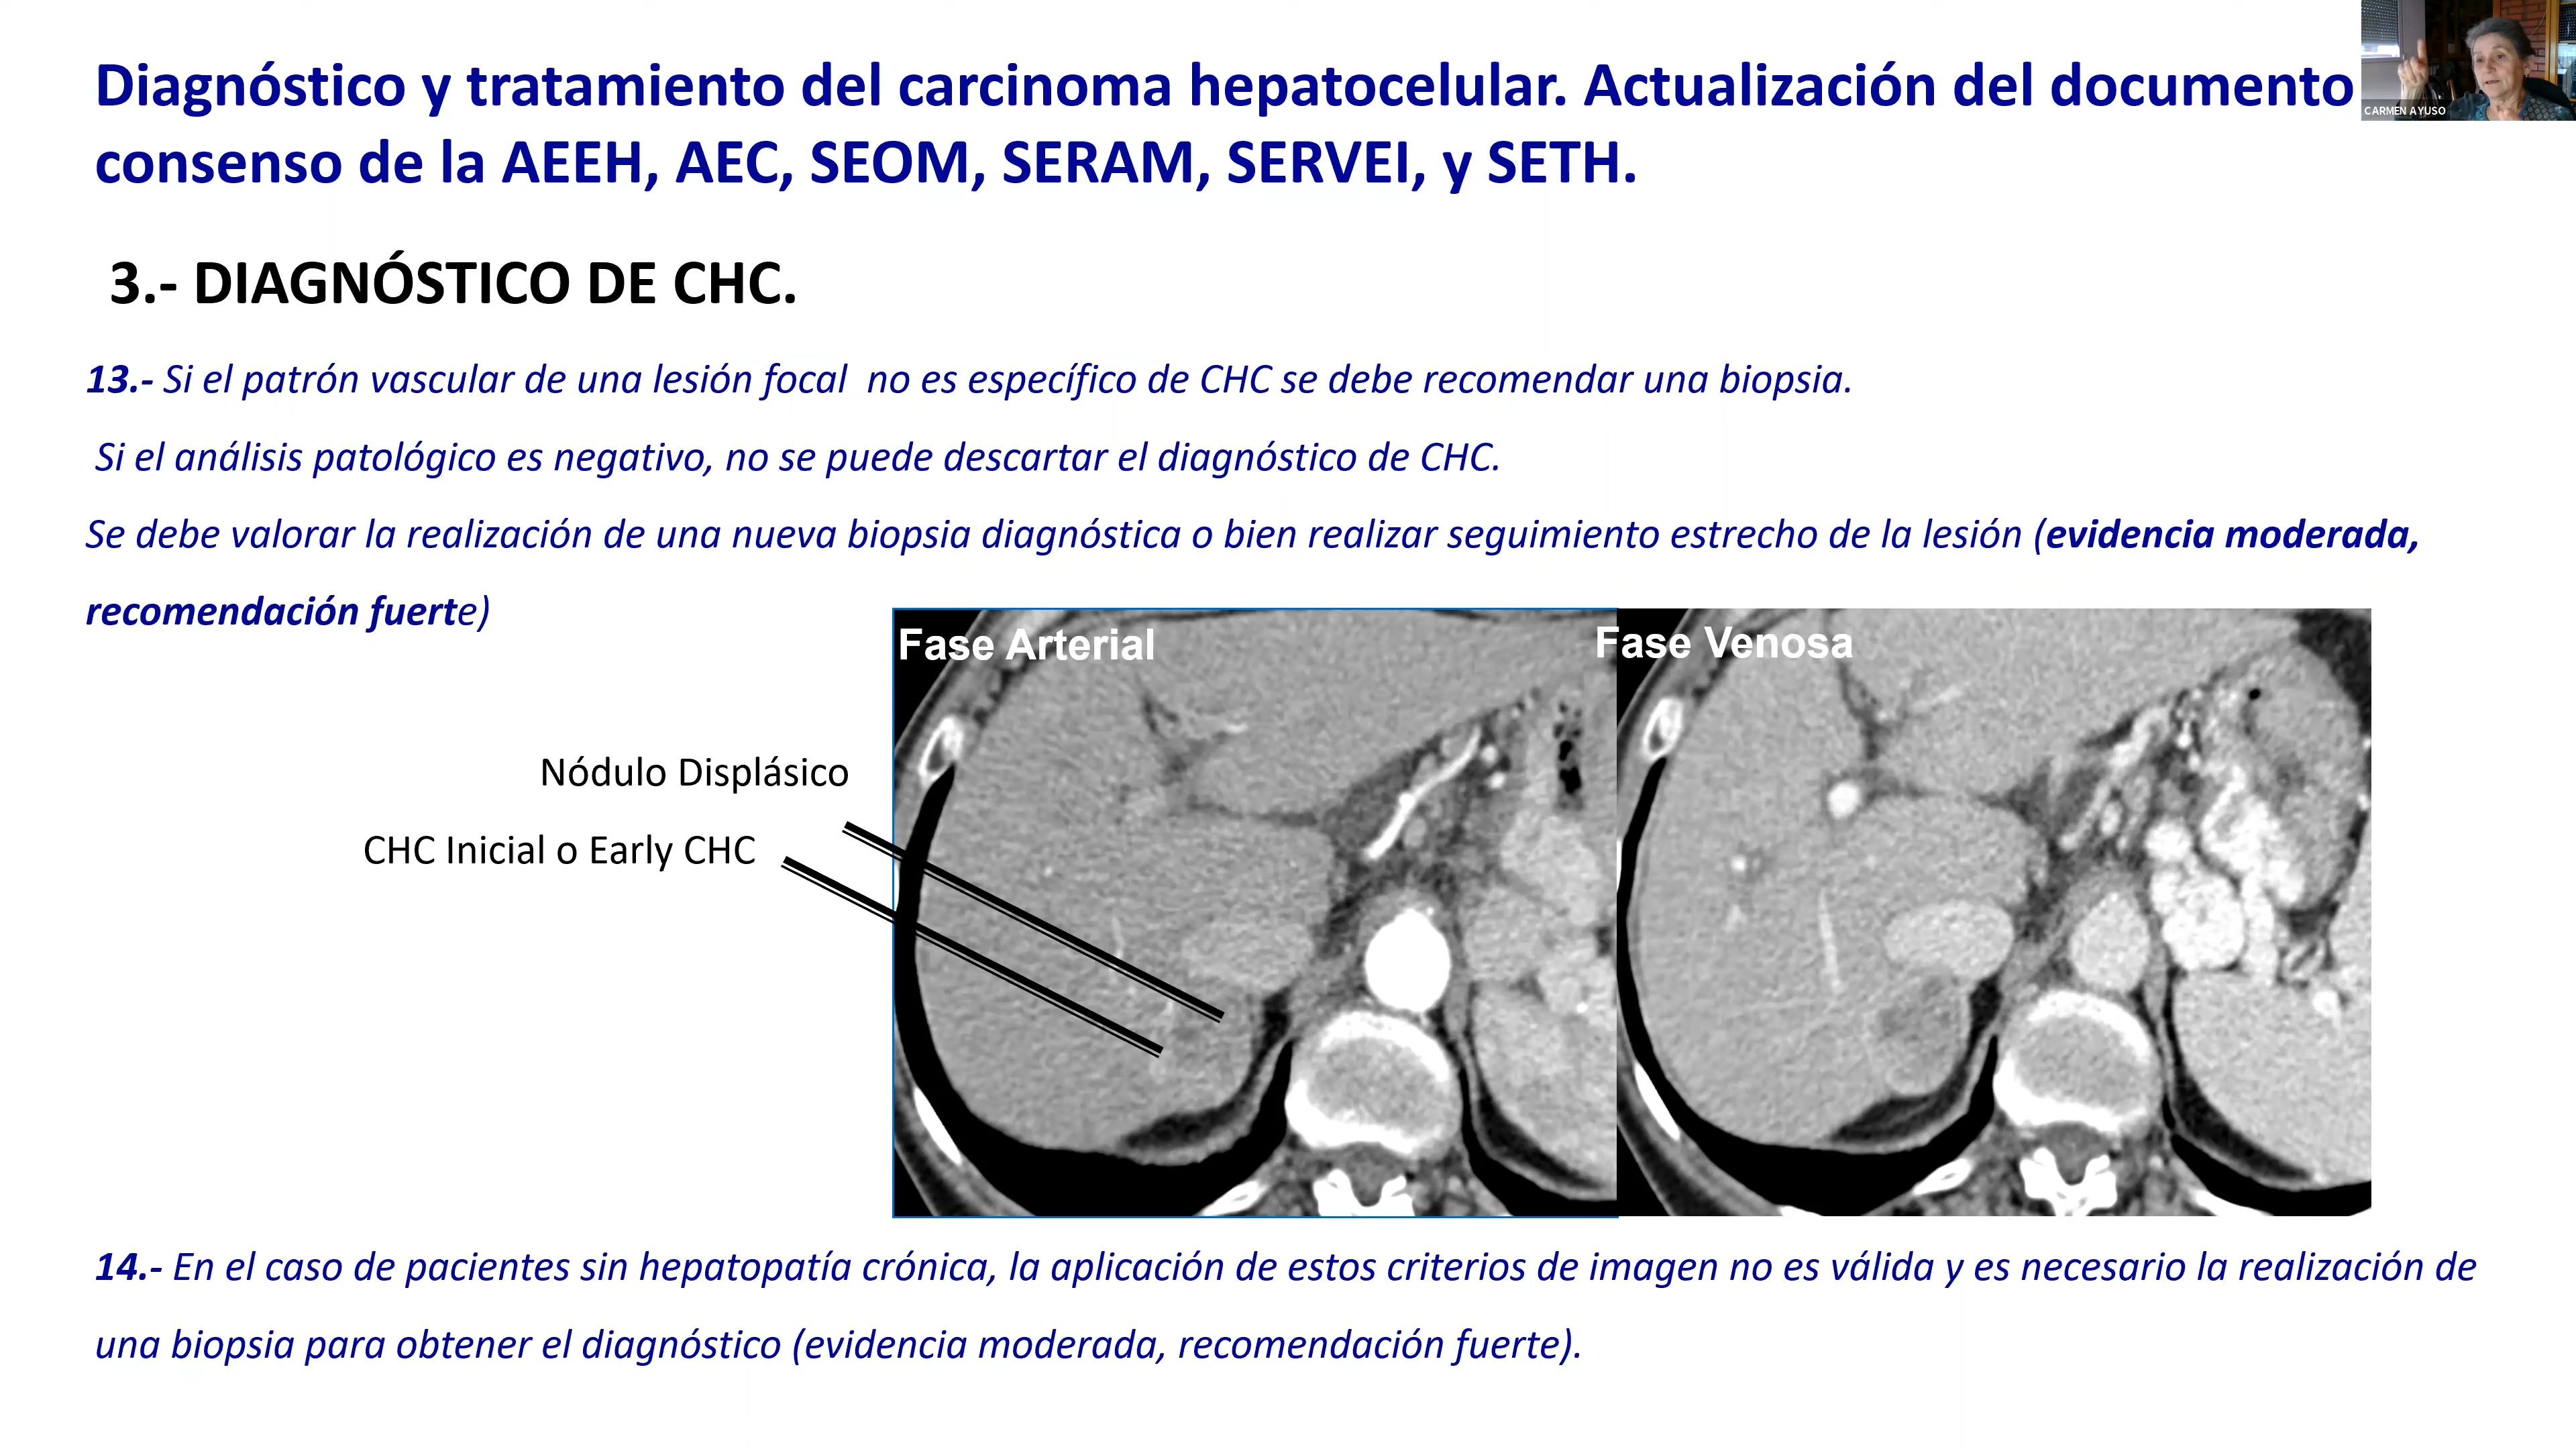 Diagnóstico y tratamiento del carcinoma hepatocelular. Actualización del documento
consenso de la AEEH, AEC, SEOM, SERAM, SERVEI, y SETH.
CARMEN AYUSO
3.- DIAGNÓSTICO DE CHC.
13.- Si el patrón vascular de una lesión focal no es específico de CHC se debe recomendar una biopsia.
Si el análisis patológico es negativo, no se puede descartar el diagnóstico de CHC.
Se debe valorar la realización de una nueva biopsia diagnóstica o bien realizar seguimiento estrecho de la lesión (evidencia moderada,
recomendación fuerte)
Fase Arterial
Fase Venosa
Nódulo Displásico
CHC Inicial o Early CHC
14.- En el caso de pacientes sin hepatopatía crónica, la aplicación de estos criterios de imagen no es válida y es necesario la realización de
una biopsia para obtener el diagnóstico (evidencia moderada, recomendación fuerte).